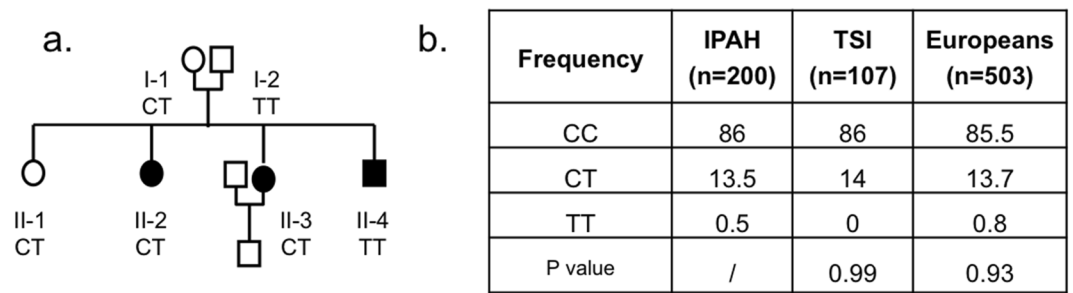 a.
I-1 I-2
CT TT
II-1 II-2 II-3 II-4
CT CT CT TT
b.
Frequency IPAH (n=200) TSI (n=107) Europeans (n=503)
CC 86 86 85.5
CT 13.5 14 13.7
TT 0.5 0 0.8
P value / 0.99 0.93